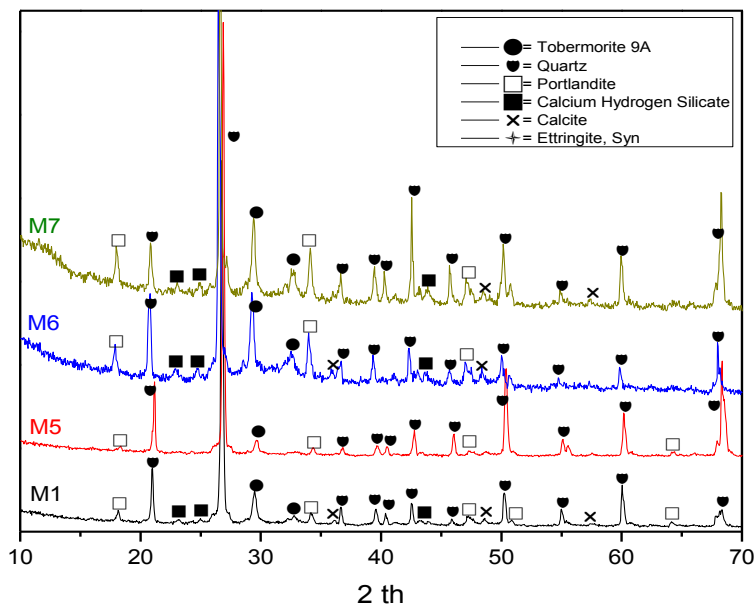 = Tobermorite 9A
= Quartz
= Portlandite
= Calcium Hydrogen Silicate
= Calcite
= Ettringite, Syn
M7
M6
M5
M1
10 20 30 40 50 60 70
2 th